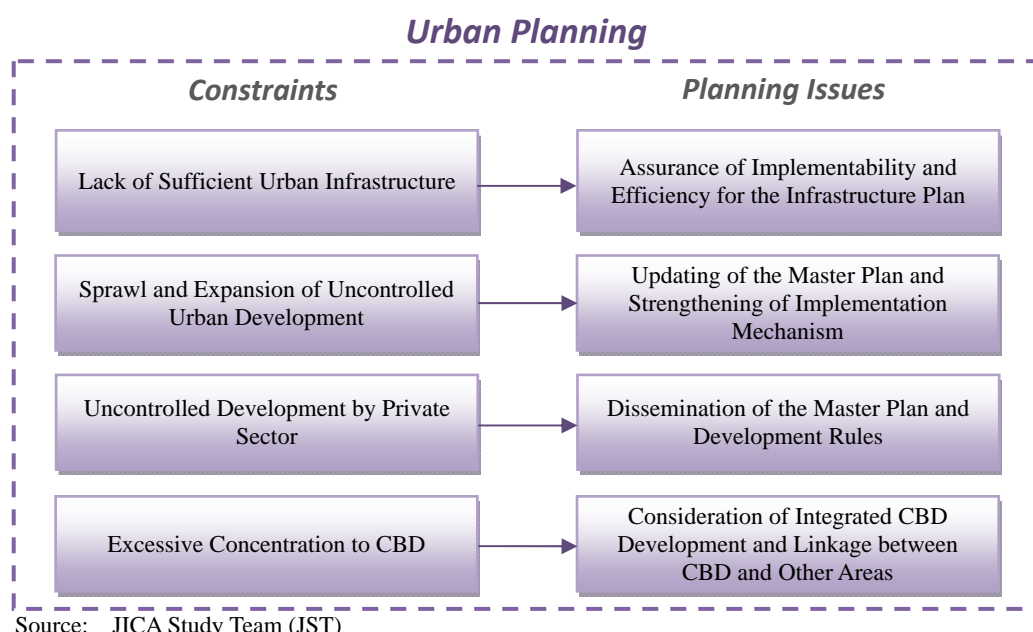 Urban Planning
Constraints
Planning Issues
Lack of Sufficient Urban Infrastructure
Assurance of Implementability and
Efficiency for the Infrastructure Plan
Sprawl and Expansion of Uncontrolled
Urban Development
Updating of the Master Plan and
Strengthening of Implementation
Mechanism
Uncontrolled Development by Private
Sector
Dissemination of the Master Plan and
Development Rules
Excessive Concentration to CBD
Consideration of Integrated CBD
Development and Linkage between
CBD and Other Areas
Source: JICA Study Team (JST)